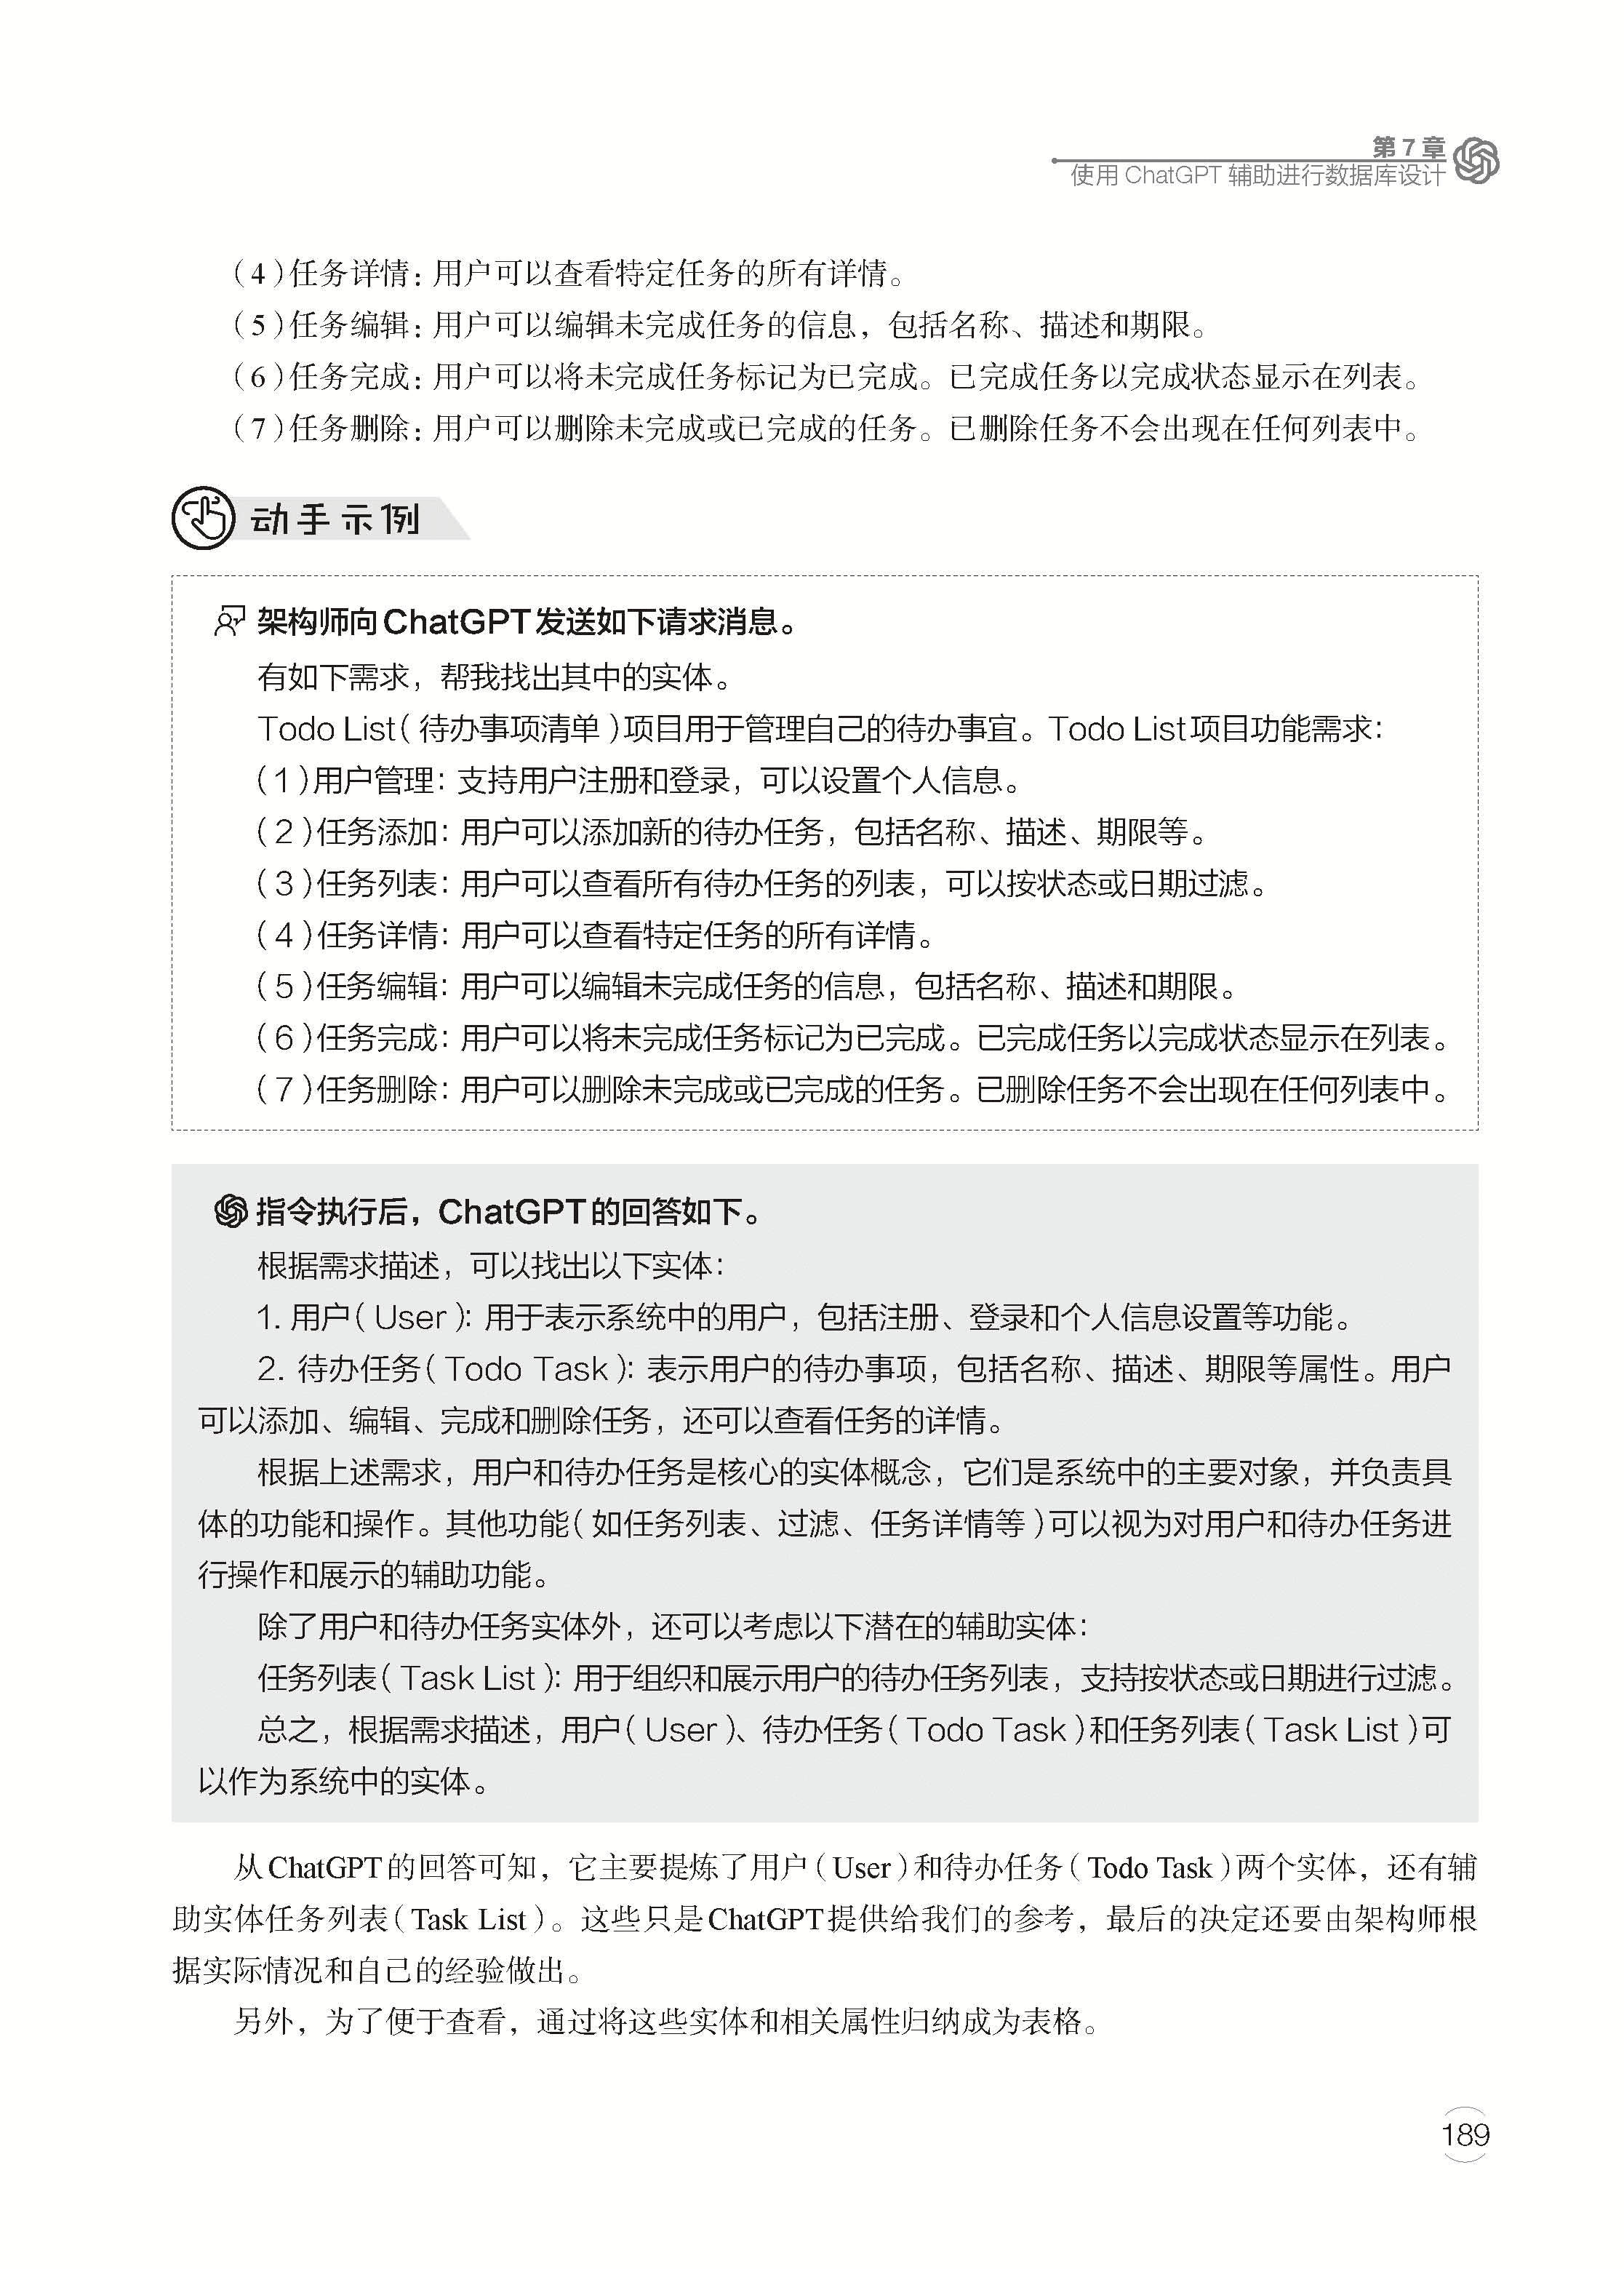 第7章
使用 ChatGPT 辅助进行数据库设计
（4）任务详情：用户可以查看特定任务的所有详情。
（5）任务编辑：用户可以编辑未完成任务的信息，包括名称、描述和期限。
（6）任务完成：用户可以将未完成任务标记为已完成。已完成任务以完成状态显示在列表。
（7）任务删除：用户可以删除未完成或已完成的任务。已删除任务不会出现在任何列表中。
动手示例
架构师向ChatGPT发送如下请求消息。
有如下需求，帮我找出其中的实体。
Todo List（待办事项清单）项目用于管理自己的待办事宜。Todo List项目功能需求：
（1）用户管理：支持用户注册和登录，可以设置个人信息。
（2）任务添加：用户可以添加新的待办任务，包括名称、描述、期限等。
（3）任务列表：用户可以查看所有待办任务的列表，可以按状态或日期过滤。
（4）任务详情：用户可以查看特定任务的所有详情。
（5）任务编辑：用户可以编辑未完成任务的信息，包括名称、描述和期限。
（6）任务完成：用户可以将未完成任务标记为已完成。已完成任务以完成状态显示在列表。
（7）任务删除：用户可以删除未完成或已完成的任务。已删除任务不会出现在任何列表中。
指令执行后，ChatGPT的回答如下。
根据需求描述，可以找出以下实体：
1. 用户（User）：用于表示系统中的用户，包括注册、登录和个人信息设置等功能。
2. 待办任务（Todo Task）：表示用户的待办事项，包括名称、描述、期限等属性。用户
可以添加、编辑、完成和删除任务，还可以查看任务的详情。
根据上述需求，用户和待办任务是核心的实体概念，它们是系统中的主要对象，并负责具
体的功能和操作。其他功能（如任务列表、过滤、任务详情等）可以视为对用户和待办任务进
行操作和展示的辅助功能。
除了用户和待办任务实体外，还可以考虑以下潜在的辅助实体：
任务列表（Task List）：用于组织和展示用户的待办任务列表，支持按状态或日期进行过滤。
总之，根据需求描述，用户（User）、待办任务（Todo Task）和任务列表（Task List）可
以作为系统中的实体。
从ChatGPT的回答可知，它主要提炼了用户（User）和待办任务（Todo Task）两个实体，还有辅
助实体任务列表（Task List）。这些只是ChatGPT提供给我们的参考，最后的决定还要由架构师根
据实际情况和自己的经验做出。
另外，为了便于查看，通过将这些实体和相关属性归纳成为表格。
189